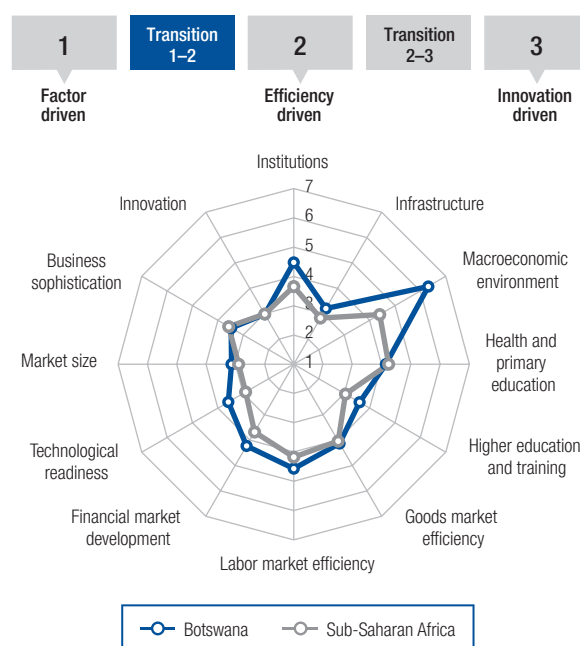 1
Transition
1–2
2
Transition
2–3
3
Factor
driven
Efficiency
driven
Innovation
driven
Institutions
7
6
5
4
3
2
1
Infrastructure
Macroeconomic
environment
Health and
primary
education
Higher education
and training
Goods market
efficiency
Labor market efficiency
Financial market
development
Technological
readiness
Market size
Business
sophistication
Innovation
Botswana
Sub-Saharan Africa